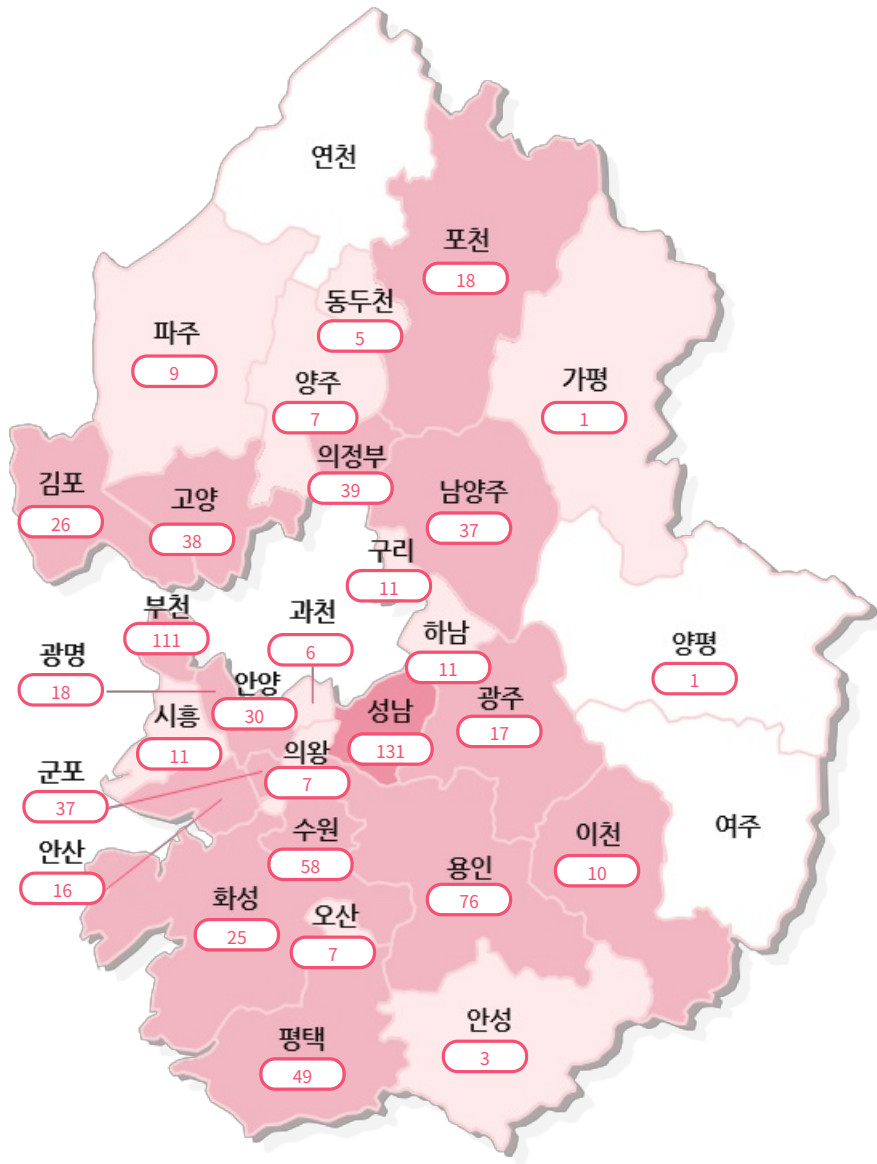 연천
포천
18
동두천
5
파주
9
양주
7
가평
1
의정부
39
김포
26
고양
38
남양주
37
구리
11
부천
111
과천
6
하남
11
양평
1
광명
18
안양
30
시흥
11
성남
131
광주
17
의왕
7
군포
37
수원
58
이천
10
여주
안산
16
용인
76
화성
25
오산
7
안성
3
평택
49